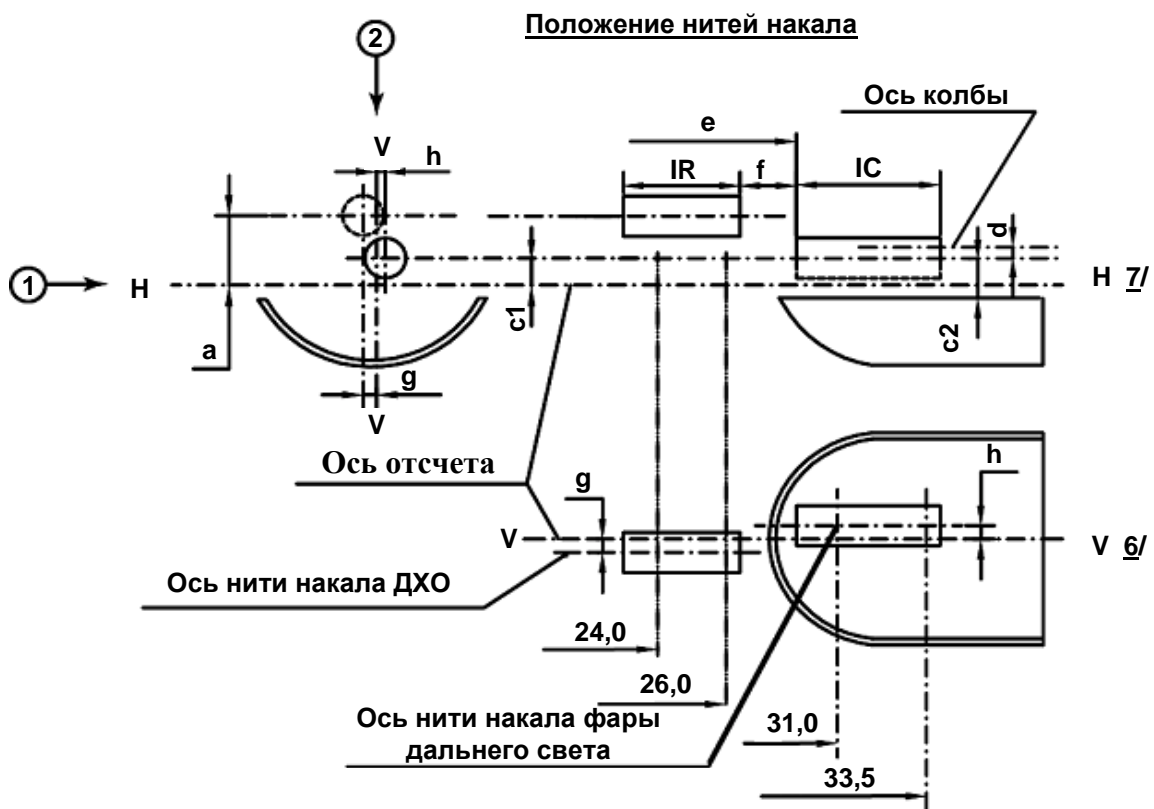 Положение нитей накала
2
Ось колбы
e
V
h
IR
f
IC
d
1
H
H 7/
c1
c2
a
g
V
Ось отсчета
g
h
V
V 6/
Ось нити накала ДХО
24,0
26,0
Ось нити накала фары
дальнего света
31,0
33,5